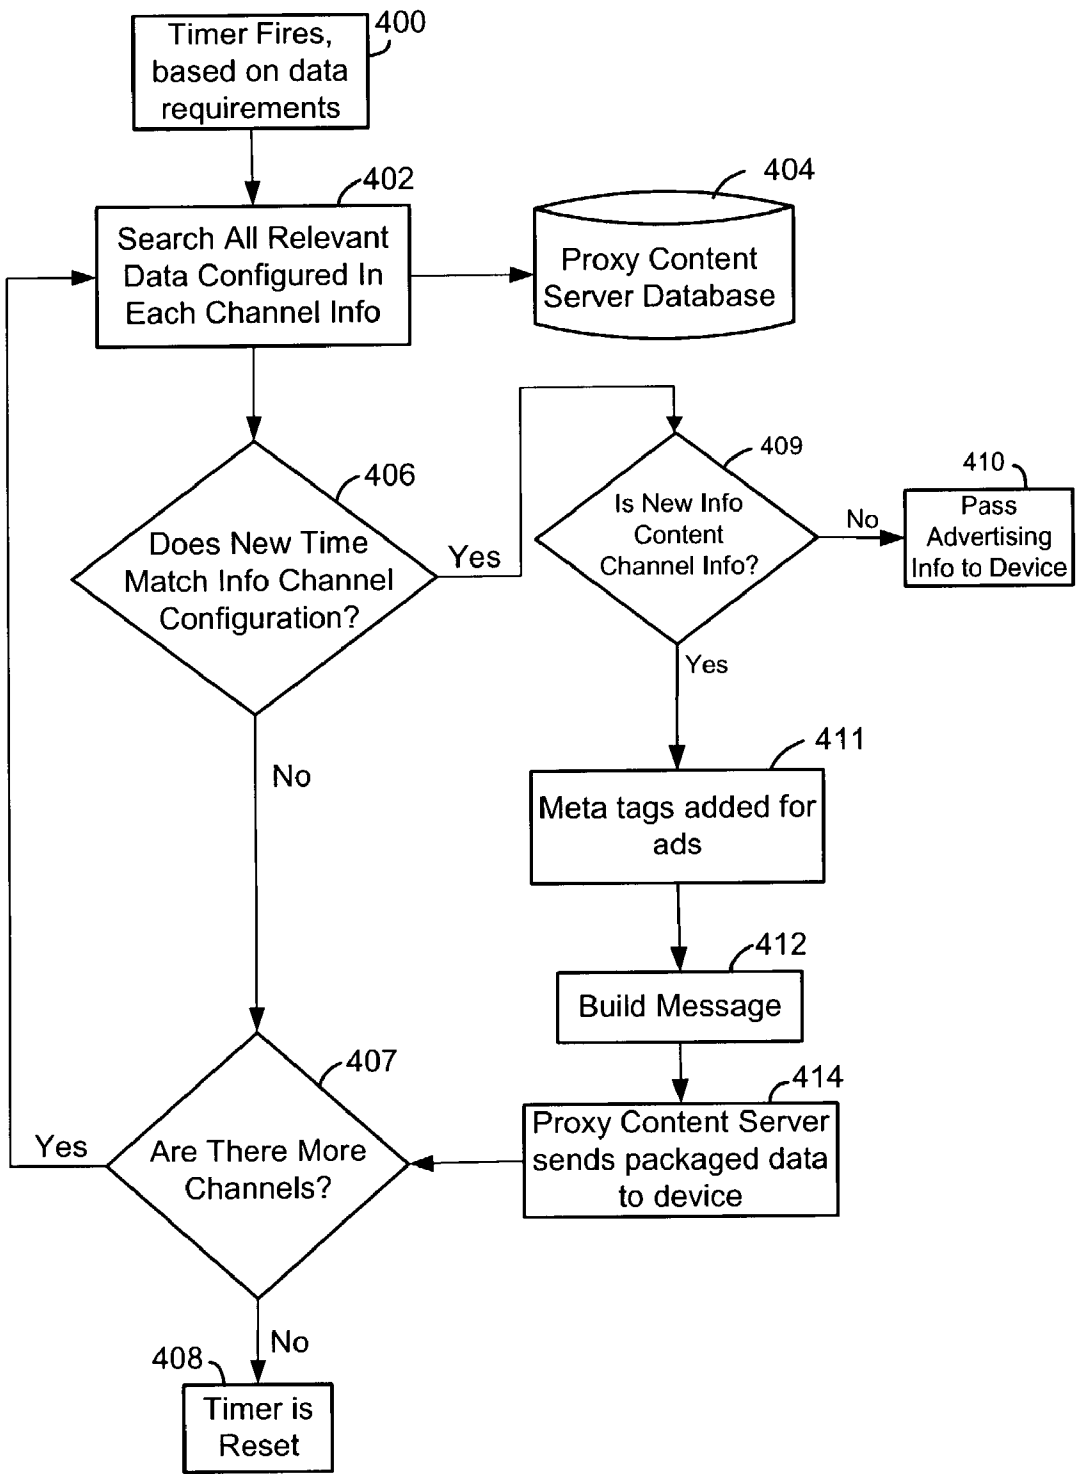 400
Timer Fires,
based on data
requirements
402
Search All Relevant
Data Configured In
Each Channel Info
404
Proxy Content
Server Database
406
Does New Time
Match Info Channel
Configuration?
Yes
No
409
Is New Info
Content
Channel Info?
No
Yes
410
Pass
Advertising
Info to Device
411
Meta tags added for
ads
412
Build Message
414
Proxy Content Server
sends packaged data
to device
407
Are There More
Channels?
Yes
No
408
Timer is
Reset